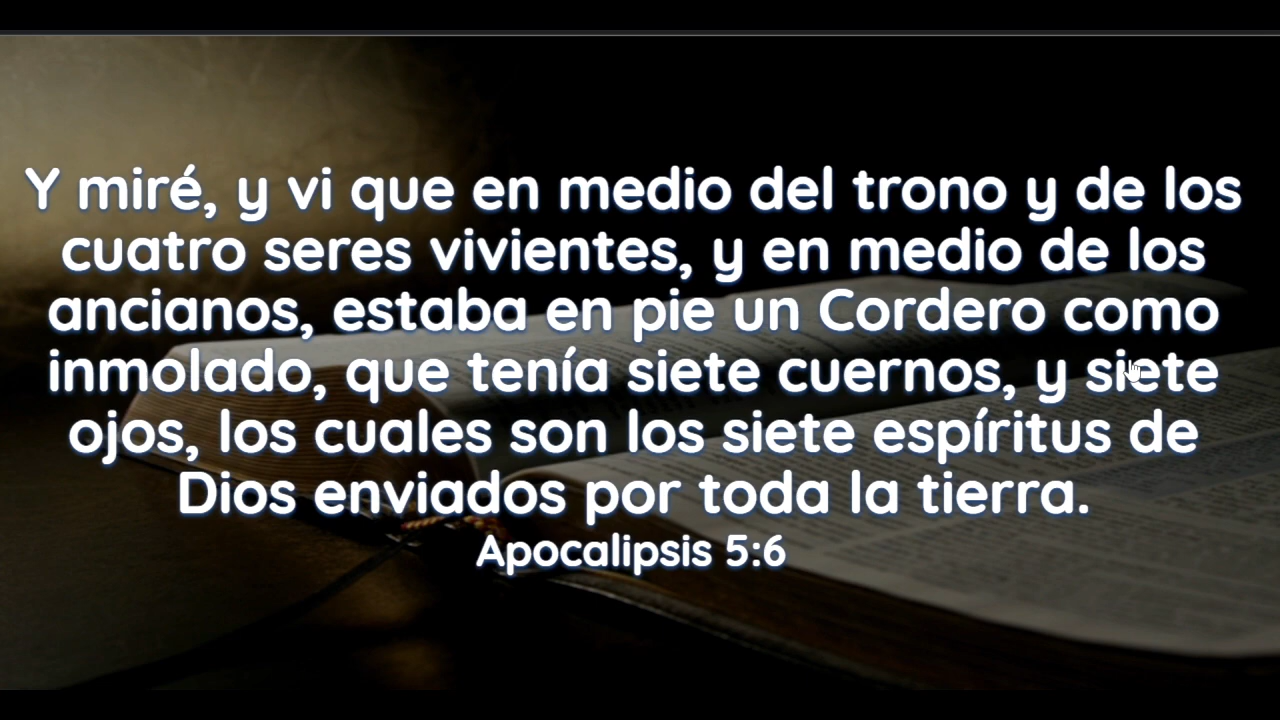 Y miré, y vi que en medio del trono y de los
cuatro seres vivientes, y en medio de los
ancianos, estaba en pie un Cordero como
inmolado, que tenía siete cuernos, y siete
ojos, los cuales son los siete espíritus de
Dios enviados por toda la tierra.
Apocalipsis 5:6